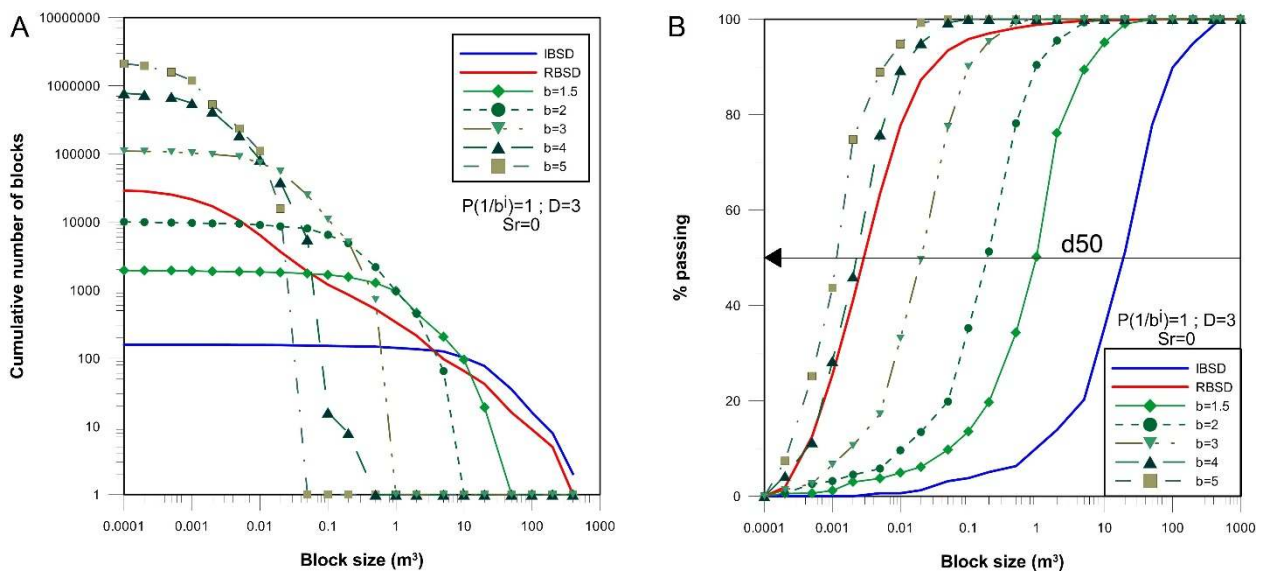 A
Cumulative number of blocks
10000000
1000000
100000
10000
1000
100
10
1
0.0001
0.001
0.01
0.1
1
10
100
1000
Block size (m³)
IBSD
RBSD
b=1.5
b=2
b=3
b=4
b=5
P(1/bⁱ)=1 ; D=3
Sr=0
B
% passing
100
80
60
40
20
0
0.0001
0.001
0.01
0.1
1
10
100
1000
Block size (m³)
d50
P(1/bⁱ)=1 ; D=3
Sr=0
IBSD
RBSD
b=1.5
b=2
b=3
b=4
b=5